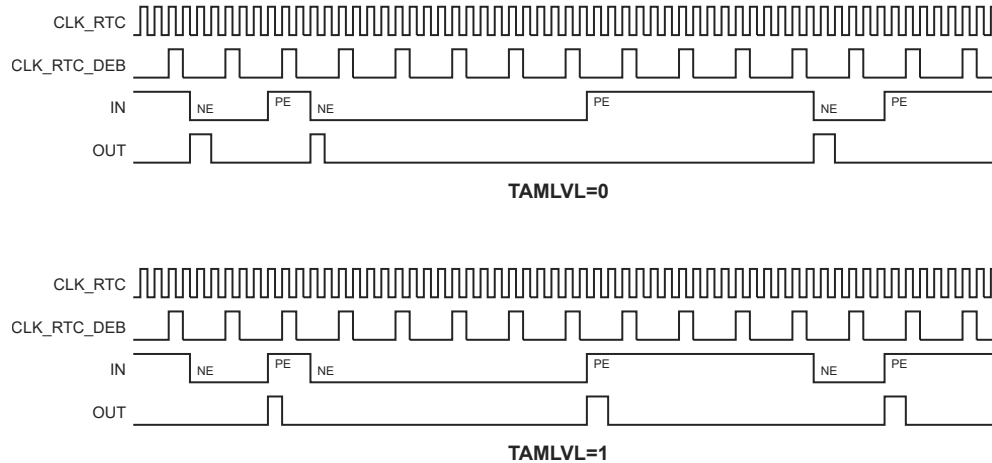 CLK_RTC
CLK_RTC_DEB
IN NE PE NE PE NE PE
OUT
TAMLVL=0
CLK_RTC
CLK_RTC_DEB
IN NE PE NE PE NE PE
OUT
TAMLVL=1